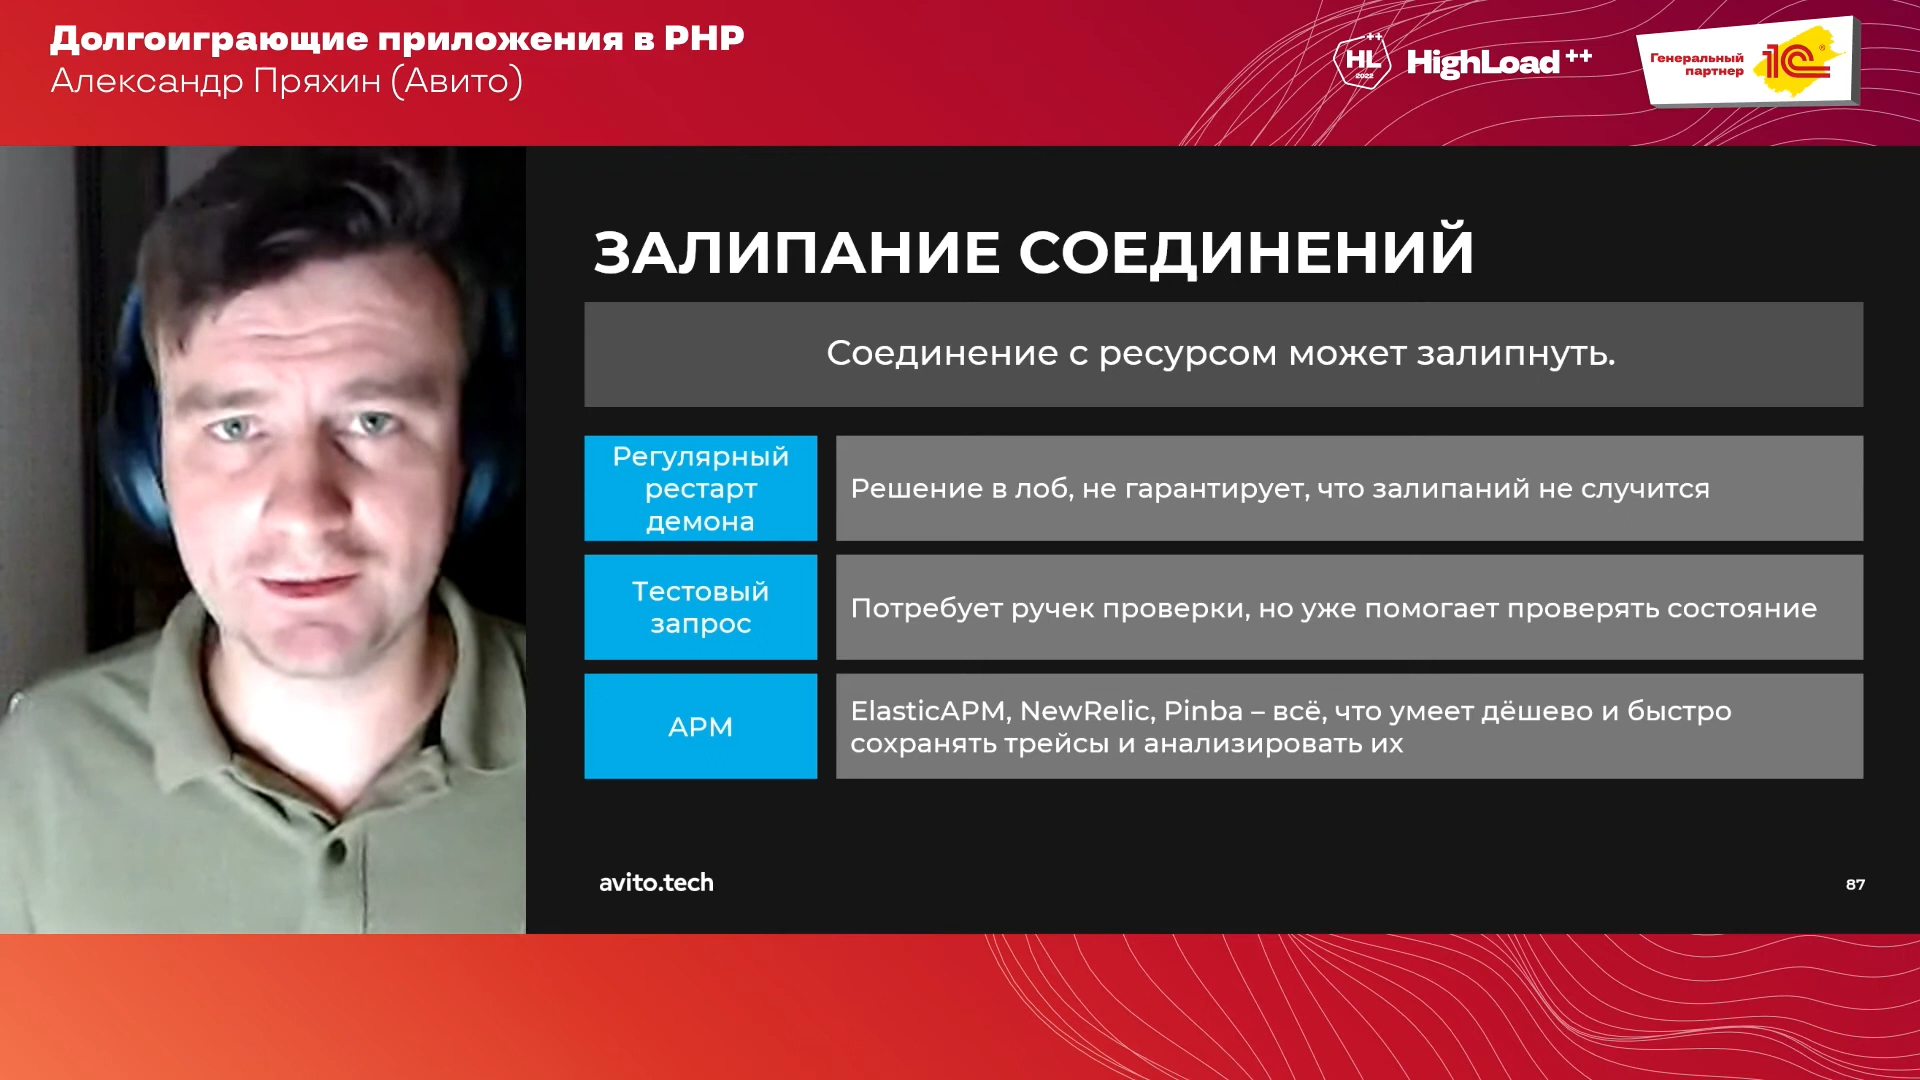 Долгоиграющие приложения в PHP
Александр Пряхин (Авито)
HL++
2022
HighLoad++
Генеральный
партнер
1С
ЗАЛИПАНИЕ СОЕДИНЕНИЙ
Соединение с ресурсом может залипнуть.
Регулярный
рестарт
демона
Решение в лоб, не гарантирует, что залипаний не случится
Тестовый
запрос
Потребует ручек проверки, но уже помогает проверять состояние
APM
ElasticAPM, NewRelic, Pinba – всё, что умеет дёшево и быстро
сохранять трейсы и анализировать их
avito.tech
87